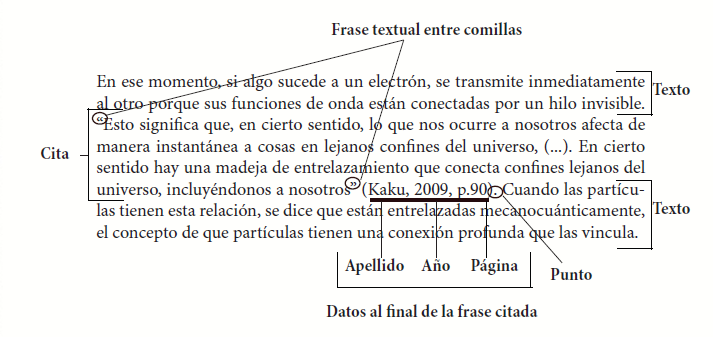 Frase textual entre comillas
En ese momento, si algo sucede a un electrón, se transmite inmediatamente
al otro porque sus funciones de onda están conectadas por un hilo invisible.
Texto
“Esto significa que, en cierto sentido, lo que nos ocurre a nosotros afecta de
manera instantánea a cosas en lejanos confines del universo, (...). En cierto
Cita
sentido hay una madeja de entrelazamiento que conecta confines lejanos del
universo, incluyéndonos a nosotros” (Kaku, 2009, p.90). Cuando las partícu-
las tienen esta relación, se dice que están entrelazadas mecanocuánticamente,
Texto
el concepto de que partículas tienen una conexión profunda que las vincula.
Apellido Año Página
Punto
Datos al final de la frase citada